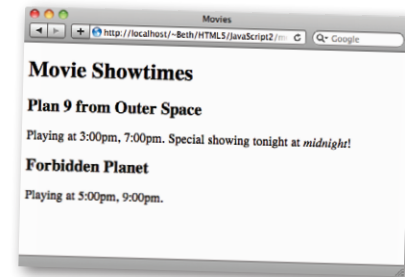 Movies
http://localhost/~Beth/HTML5/JavaScript2/m
Google
Movie Showtimes
Plan 9 from Outer Space
Playing at 3:00pm, 7:00pm. Special showing tonight at midnight!
Forbidden Planet
Playing at 5:00pm, 9:00pm.